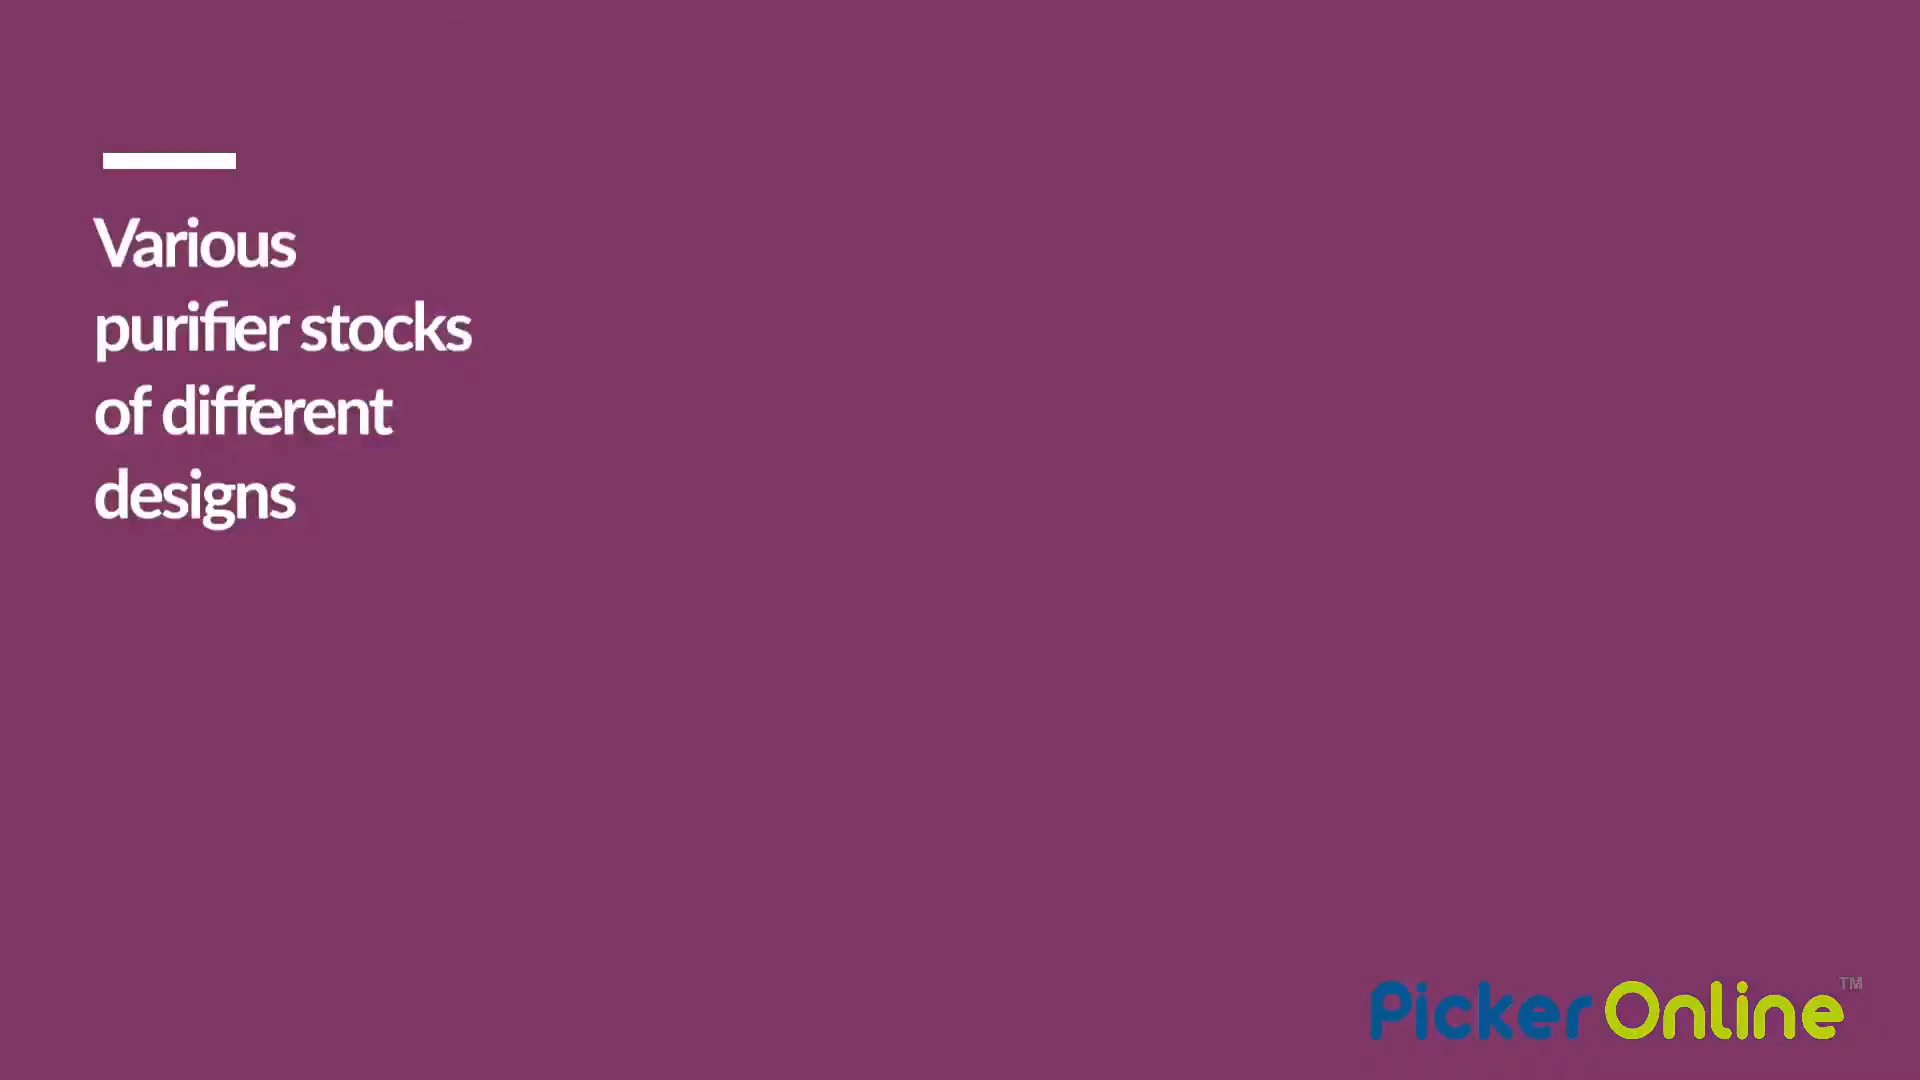 Various
purifier stocks
of different
designs
Picker Online™